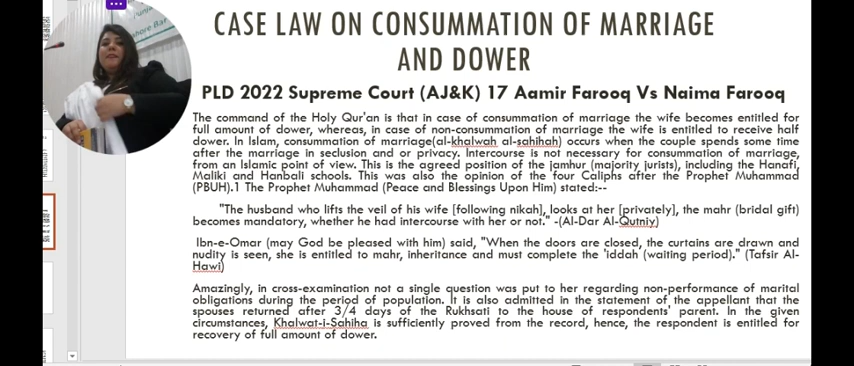 CASE LAW ON CONSUMMATION OF MARRIAGE
AND DOWER
PLD 2022 Supreme Court (AJ&K) 17 Aamir Farooq Vs Naima Farooq
The command of the Holy Qur'an is that in case of consummation of marriage the wife becomes entitled for
full amount of dower, whereas, in case of non-consummation of marriage the wife is entitled to receive half
dower. In Islam, consummation of marriage(al-khalwah al-sahihah) occurs when the couple spends some time
after the marriage in seclusion and or privacy. Intercourse is not necessary for consummation of marriage,
from an Islamic point of view. This is the agreed position of the jamhur (majority jurists), including the Hanafi,
Maliki and Hanbali schools. This was also the opinion of the four Caliphs after the Prophet Muhammad
(PBUH).1 The Prophet Muhammad (Peace and Blessings Upon Him) stated:--
"The husband who lifts the veil of his wife [following nikah], looks at her [privately], the mahr (bridal gift)
becomes mandatory, whether he had intercourse with her or not." -(Al-Dar Al-Qutniy)
Ibn-e-Omar (may God be pleased with him) said, "When the doors are closed, the curtains are drawn and
nudity is seen, she is entitled to mahr, inheritance and must complete the 'iddah (waiting period)." (Tafsir Al-
Hawi)
Amazingly, in cross-examination not a single question was put to her regarding non-performance of marital
obligations during the period of population. It is also admitted in the statement of the appellant that the
spouses returned after 3/4 days of the Rukhsati to the house of respondents' parent. In the given
circumstances, Khalwat-i-Sahiha is sufficiently proved from the record, hence, the respondent is entitled for
recovery of full amount of dower.